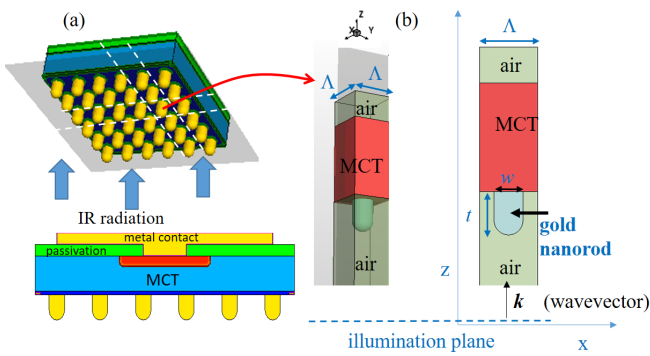 (a)
IR radiation
metal contact
passivation
MCT
Z
X
Y
Λ
Λ
air
MCT
air
(b)
Λ
air
MCT
w
t
gold
nanorod
air
z
k (wavevector)
illumination plane
x